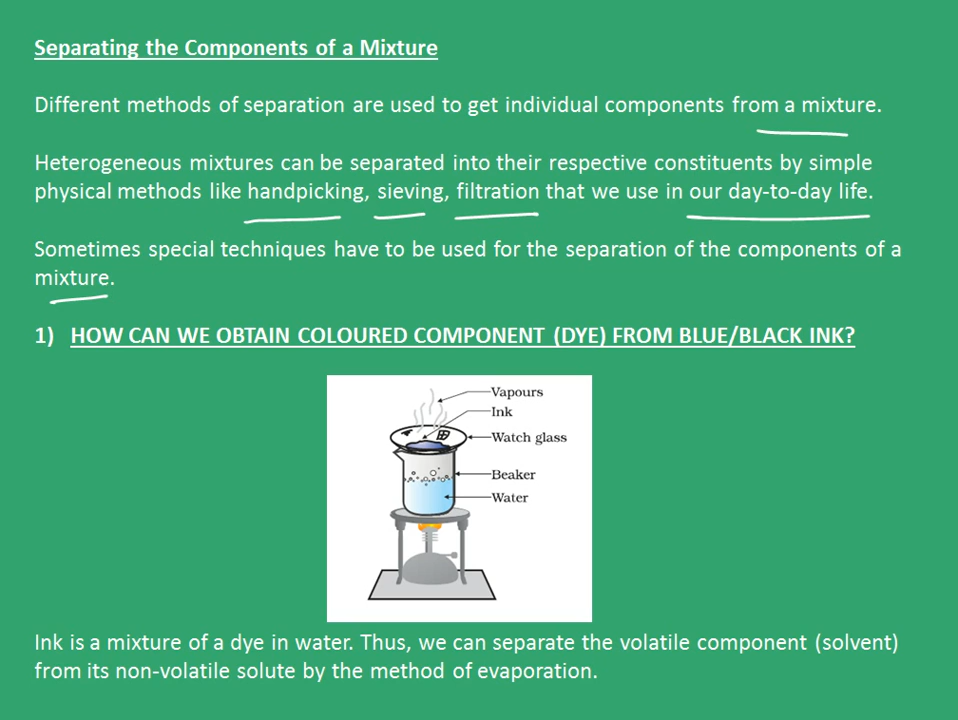 Separating the Components of a Mixture
Different methods of separation are used to get individual components from a mixture.
Heterogeneous mixtures can be separated into their respective constituents by simple
physical methods like handpicking, sieving, filtration that we use in our day-to-day life.
Sometimes special techniques have to be used for the separation of the components of a
mixture.
1) HOW CAN WE OBTAIN COLOURED COMPONENT (DYE) FROM BLUE/BLACK INK?
Vapours
Ink
Watch glass
Beaker
Water
Ink is a mixture of a dye in water. Thus, we can separate the volatile component (solvent)
from its non-volatile solute by the method of evaporation.